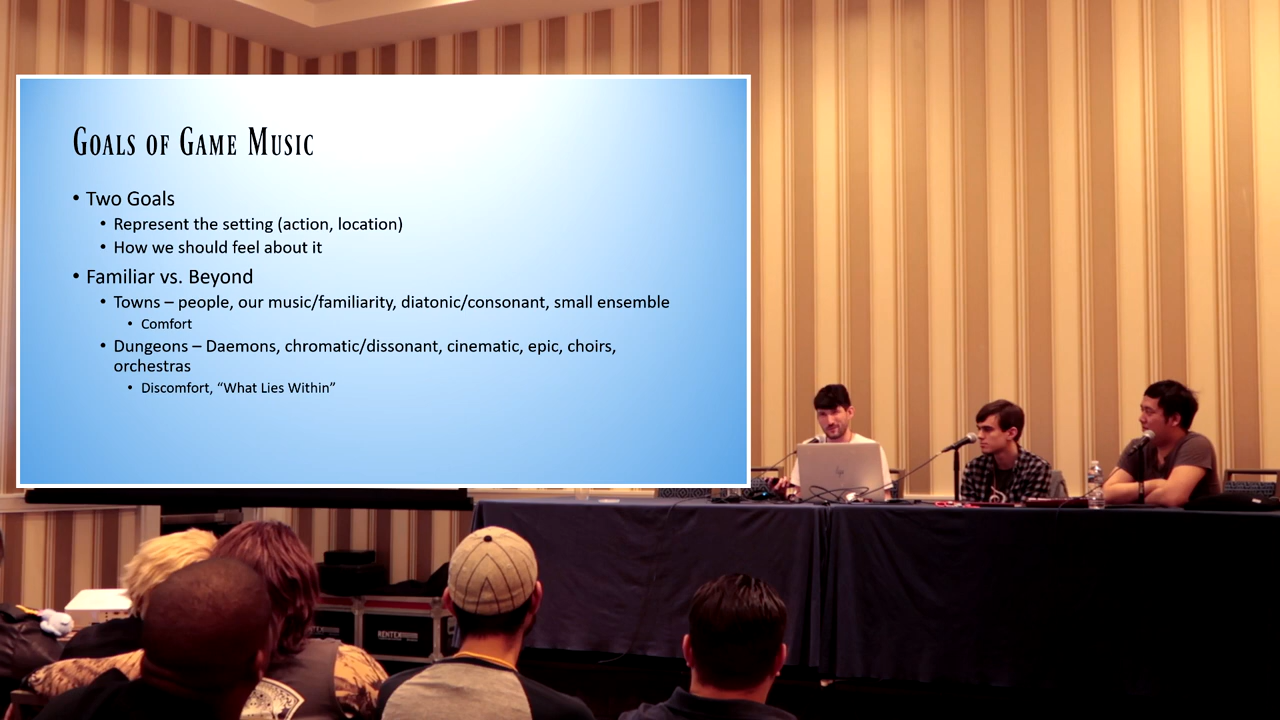 Goals of Game Music
• Two Goals
• Represent the setting (action, location)
• How we should feel about it
• Familiar vs. Beyond
• Towns – people, our music/familiarity, diatonic/consonant, small ensemble
• Comfort
• Dungeons – Daemons, chromatic/dissonant, cinematic, epic, choirs,
orchestras
• Discomfort, “What Lies Within”
hp
RENTEX